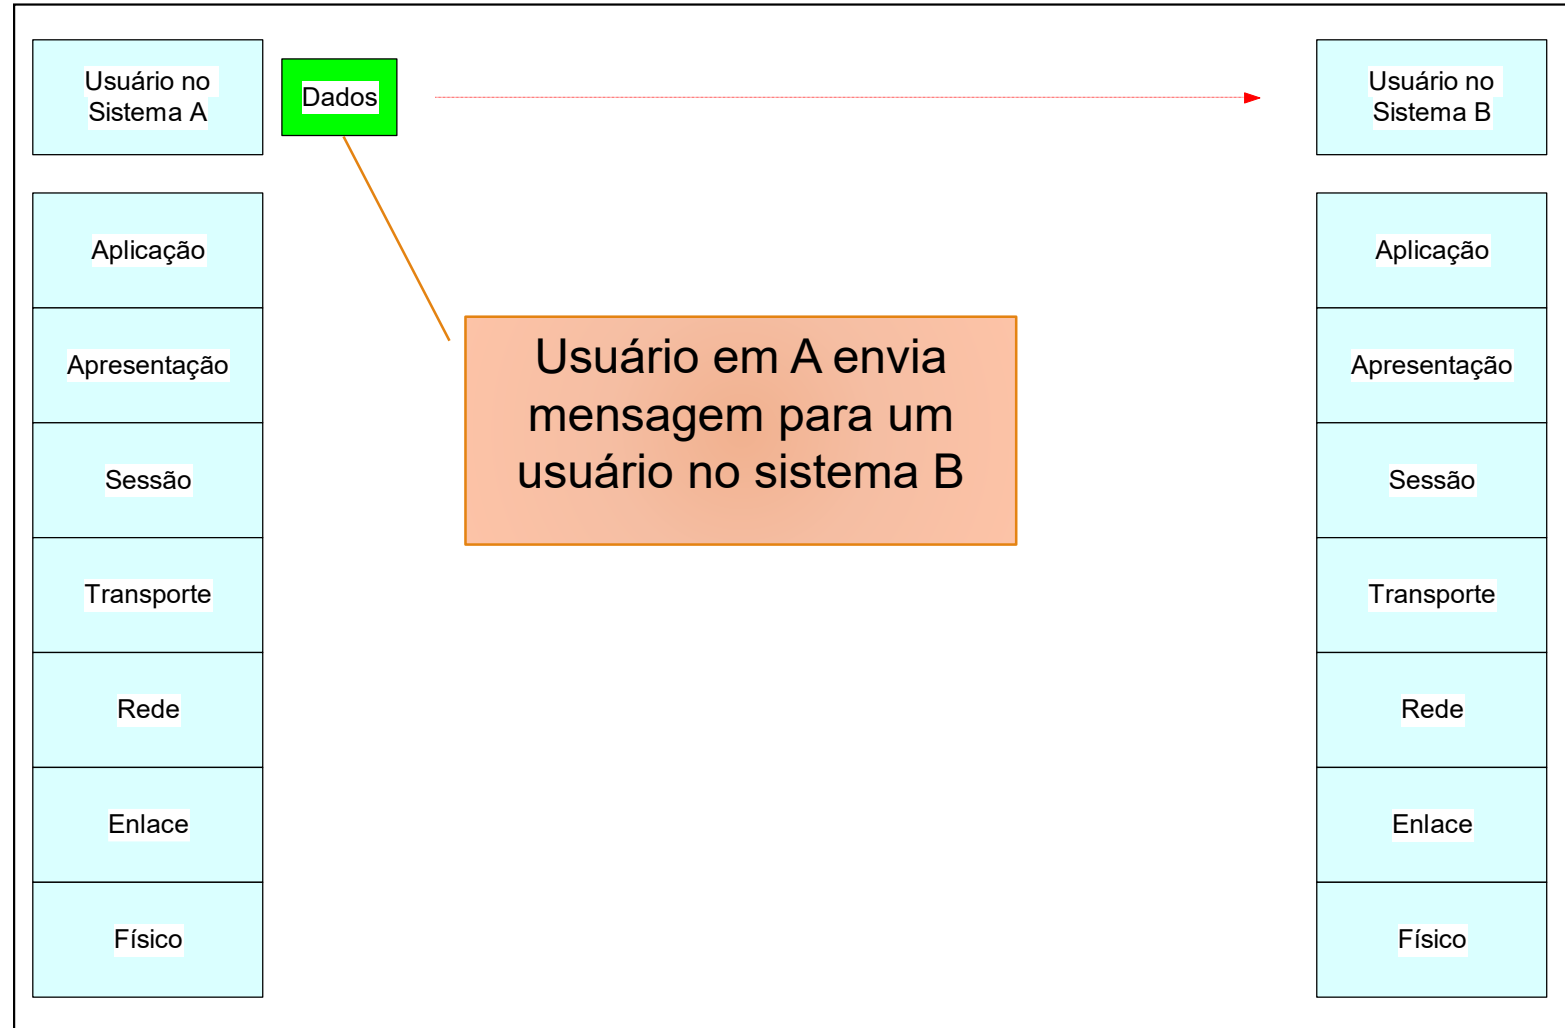 Usuário no
Sistema A
Dados
Usuário no
Sistema B
Aplicação
Apresentação
Sessão
Transporte
Rede
Enlace
Físico
Usuário em A envia
mensagem para um
usuário no sistema B
Aplicação
Apresentação
Sessão
Transporte
Rede
Enlace
Físico